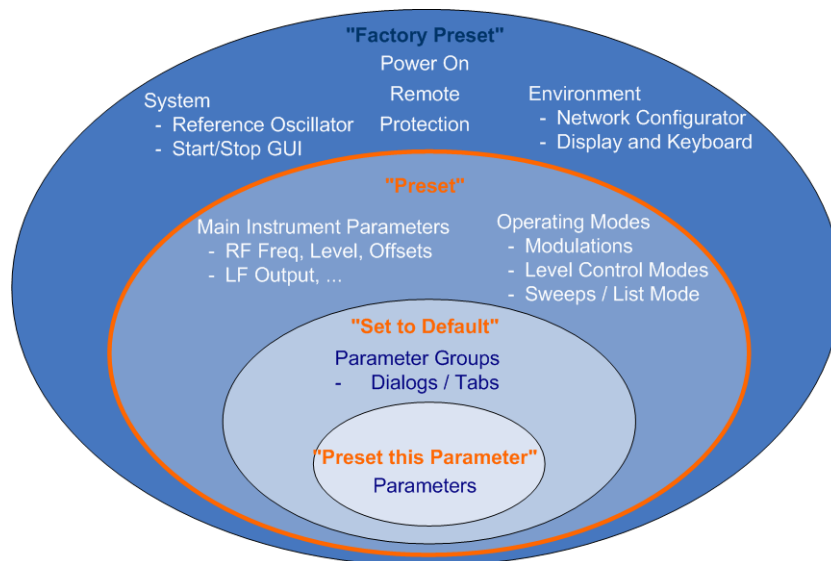 "Factory Preset"
Power On
Remote
Protection
System
- Reference Oscillator
- Start/Stop GUI
Environment
- Network Configurator
- Display and Keyboard
"Preset"
Main Instrument Parameters
- RF Freq, Level, Offsets
- LF Output, ...
Operating Modes
- Modulations
- Level Control Modes
- Sweeps / List Mode
"Set to Default"
Parameter Groups
- Dialogs / Tabs
"Preset this Parameter"
Parameters